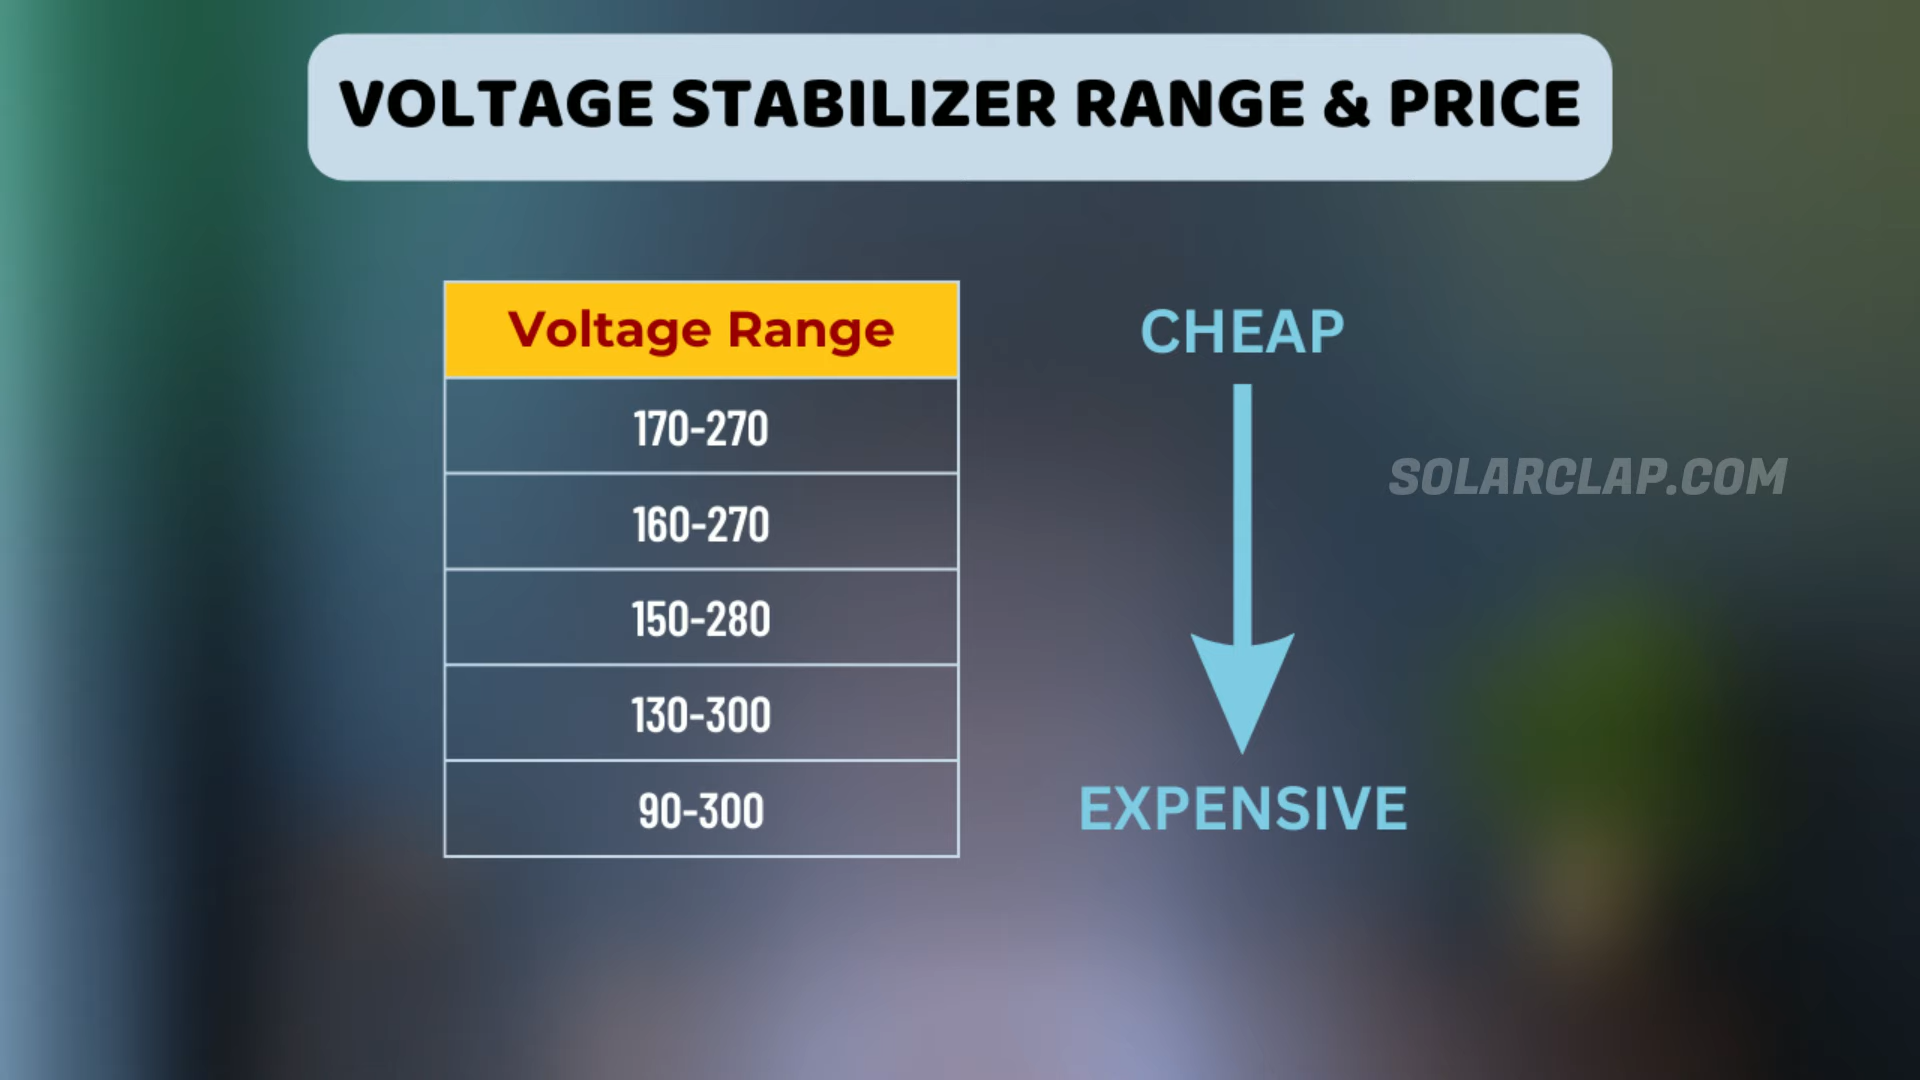 VOLTAGE STABILIZER RANGE & PRICE
Voltage Range
170-270
160-270
150-280
130-300
90-300
CHEAP
EXPENSIVE
SOLARCLAP.COM